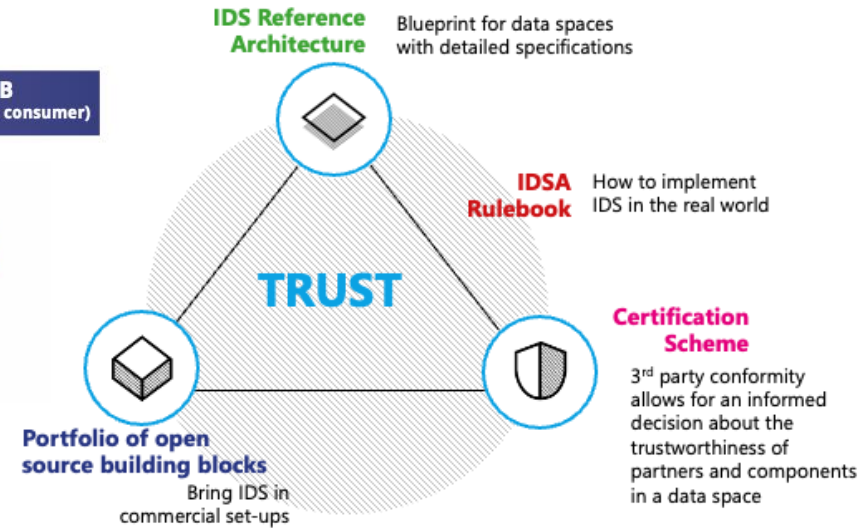 IDS Reference
Architecture
Blueprint for data spaces
with detailed specifications
B
consumer)
IDSA
Rulebook
How to implement
IDS in the real world
TRUST
Certification
Scheme
3rd party conformity
allows for an informed
decision about the
trustworthiness of
partners and components
in a data space
Portfolio of open
source building blocks
Bring IDS in
commercial set-ups